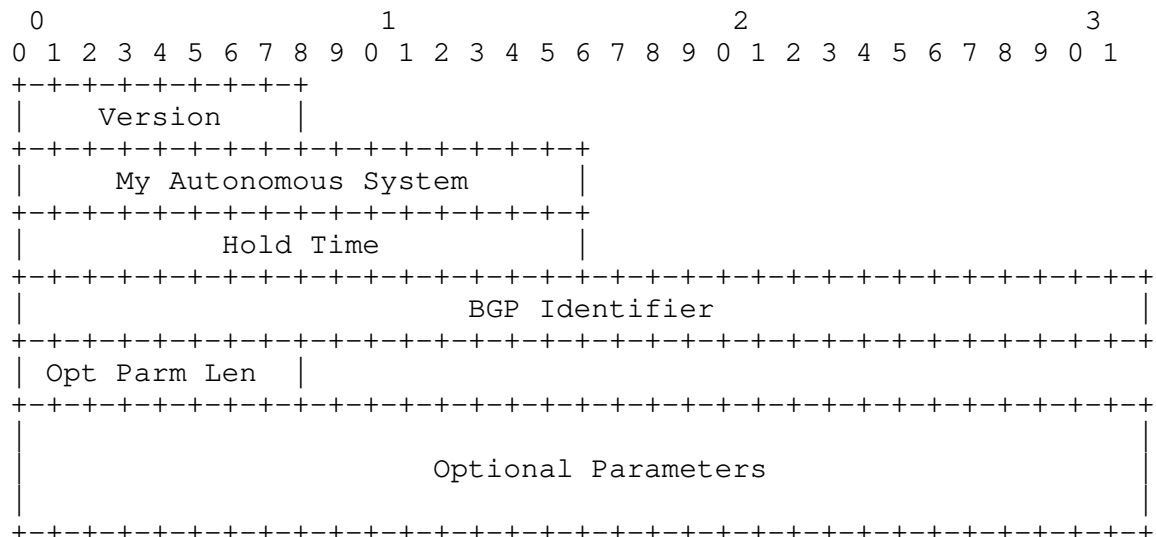 0                   1                   2                   3
0 1 2 3 4 5 6 7 8 9 0 1 2 3 4 5 6 7 8 9 0 1 2 3 4 5 6 7 8 9 0 1
+-+-+-+-+-+-+-+-+
|    Version    |
+-+-+-+-+-+-+-+-+-+-+-+-+-+-+-+-+
|     My Autonomous System      |
+-+-+-+-+-+-+-+-+-+-+-+-+-+-+-+-+
|           Hold Time           |
+-+-+-+-+-+-+-+-+-+-+-+-+-+-+-+-+-+-+-+-+-+-+-+-+-+-+-+-+-+-+-+-+
|                         BGP Identifier                        |
+-+-+-+-+-+-+-+-+-+-+-+-+-+-+-+-+-+-+-+-+-+-+-+-+-+-+-+-+-+-+-+-+
| Opt Parm Len  |
+-+-+-+-+-+-+-+-+-+-+-+-+-+-+-+-+-+-+-+-+-+-+-+-+-+-+-+-+-+-+-+-+
|                                                               |
|                       Optional Parameters                     |
|                                                               |
+-+-+-+-+-+-+-+-+-+-+-+-+-+-+-+-+-+-+-+-+-+-+-+-+-+-+-+-+-+-+-+-+